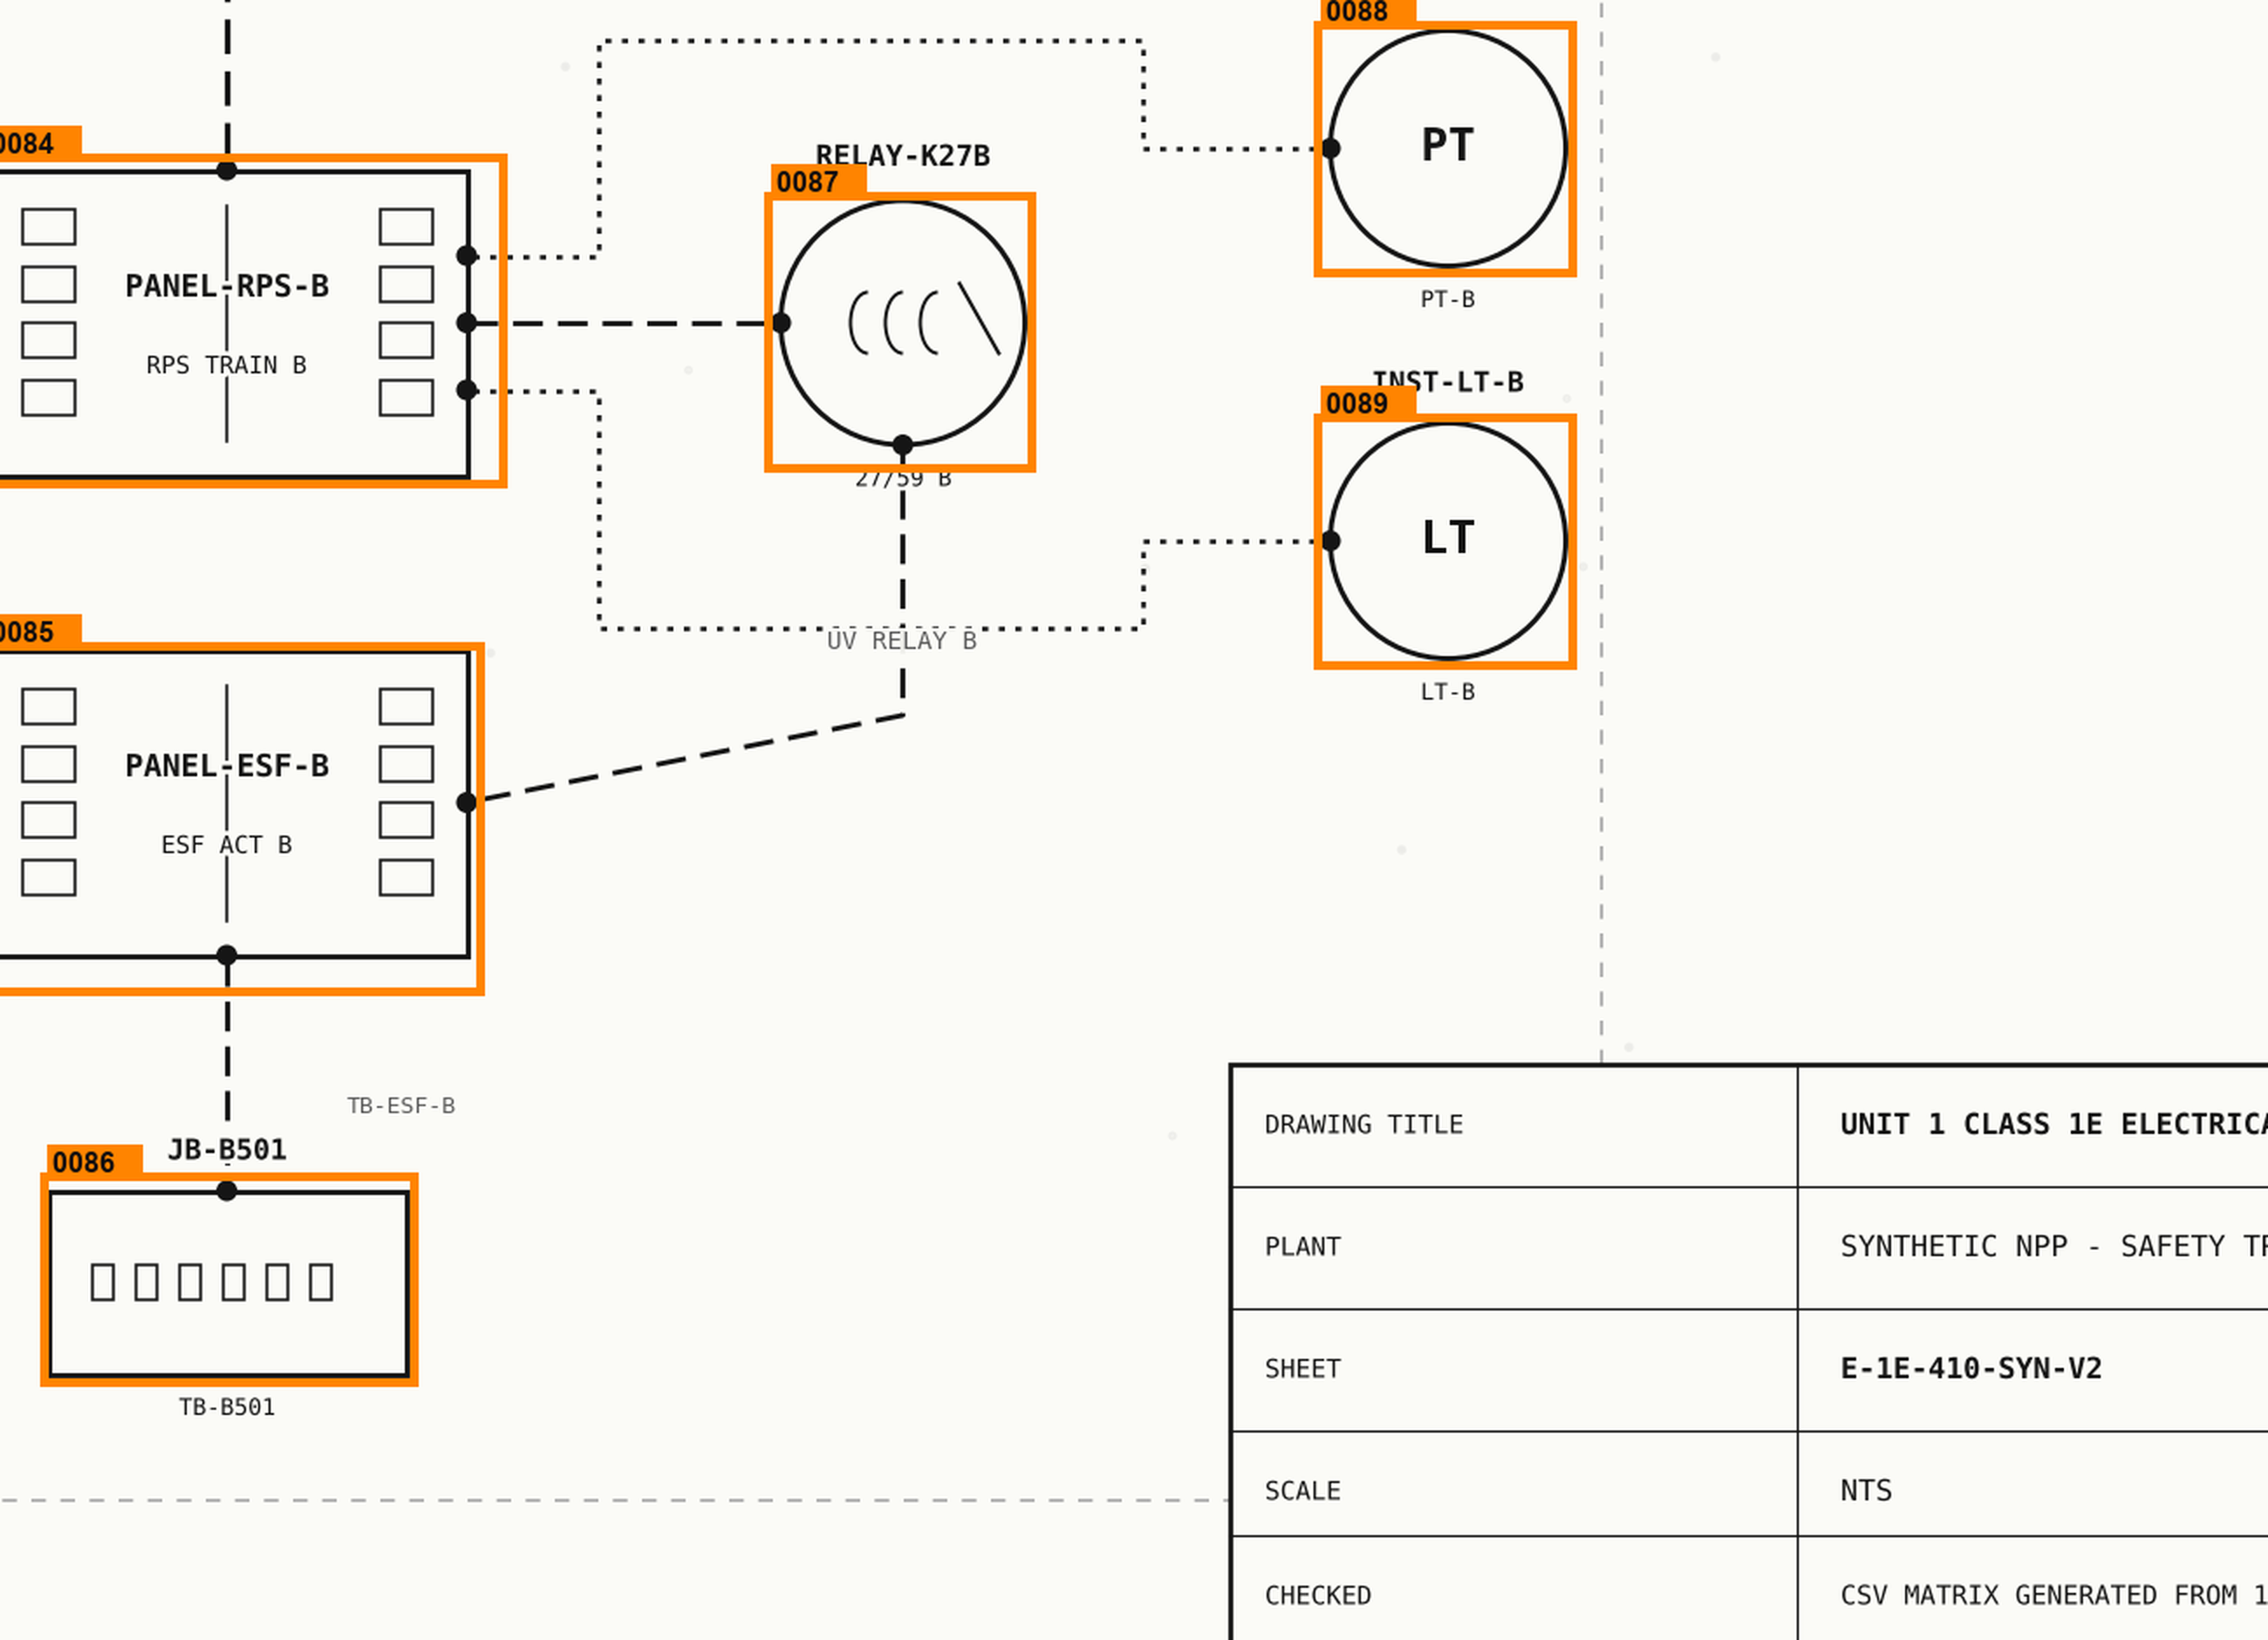 0088
0084
RELAY-K27B
0087
PT
PANEL-RPS-B
PT-B
RPS TRAIN B
INST-LT-B
0089
27/59 B
LT
0085
UV RELAY B
LT-B
PANEL-ESF-B
ESF ACT B
TB-ESF-B
JB-B501
0086
TB-B501
DRAWING TITLE
UNIT 1 CLASS 1E ELECTRICA
PLANT
SYNTHETIC NPP - SAFETY TR
SHEET
E-1E-410-SYN-V2
SCALE
NTS
CHECKED
CSV MATRIX GENERATED FROM 1